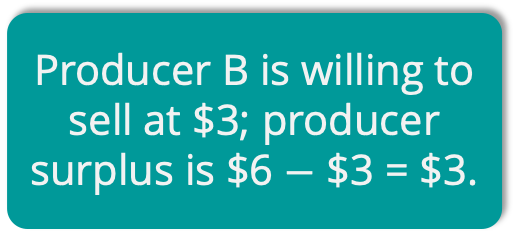 Producer B is willing to
sell at $3; producer
surplus is $6 − $3 = $3.